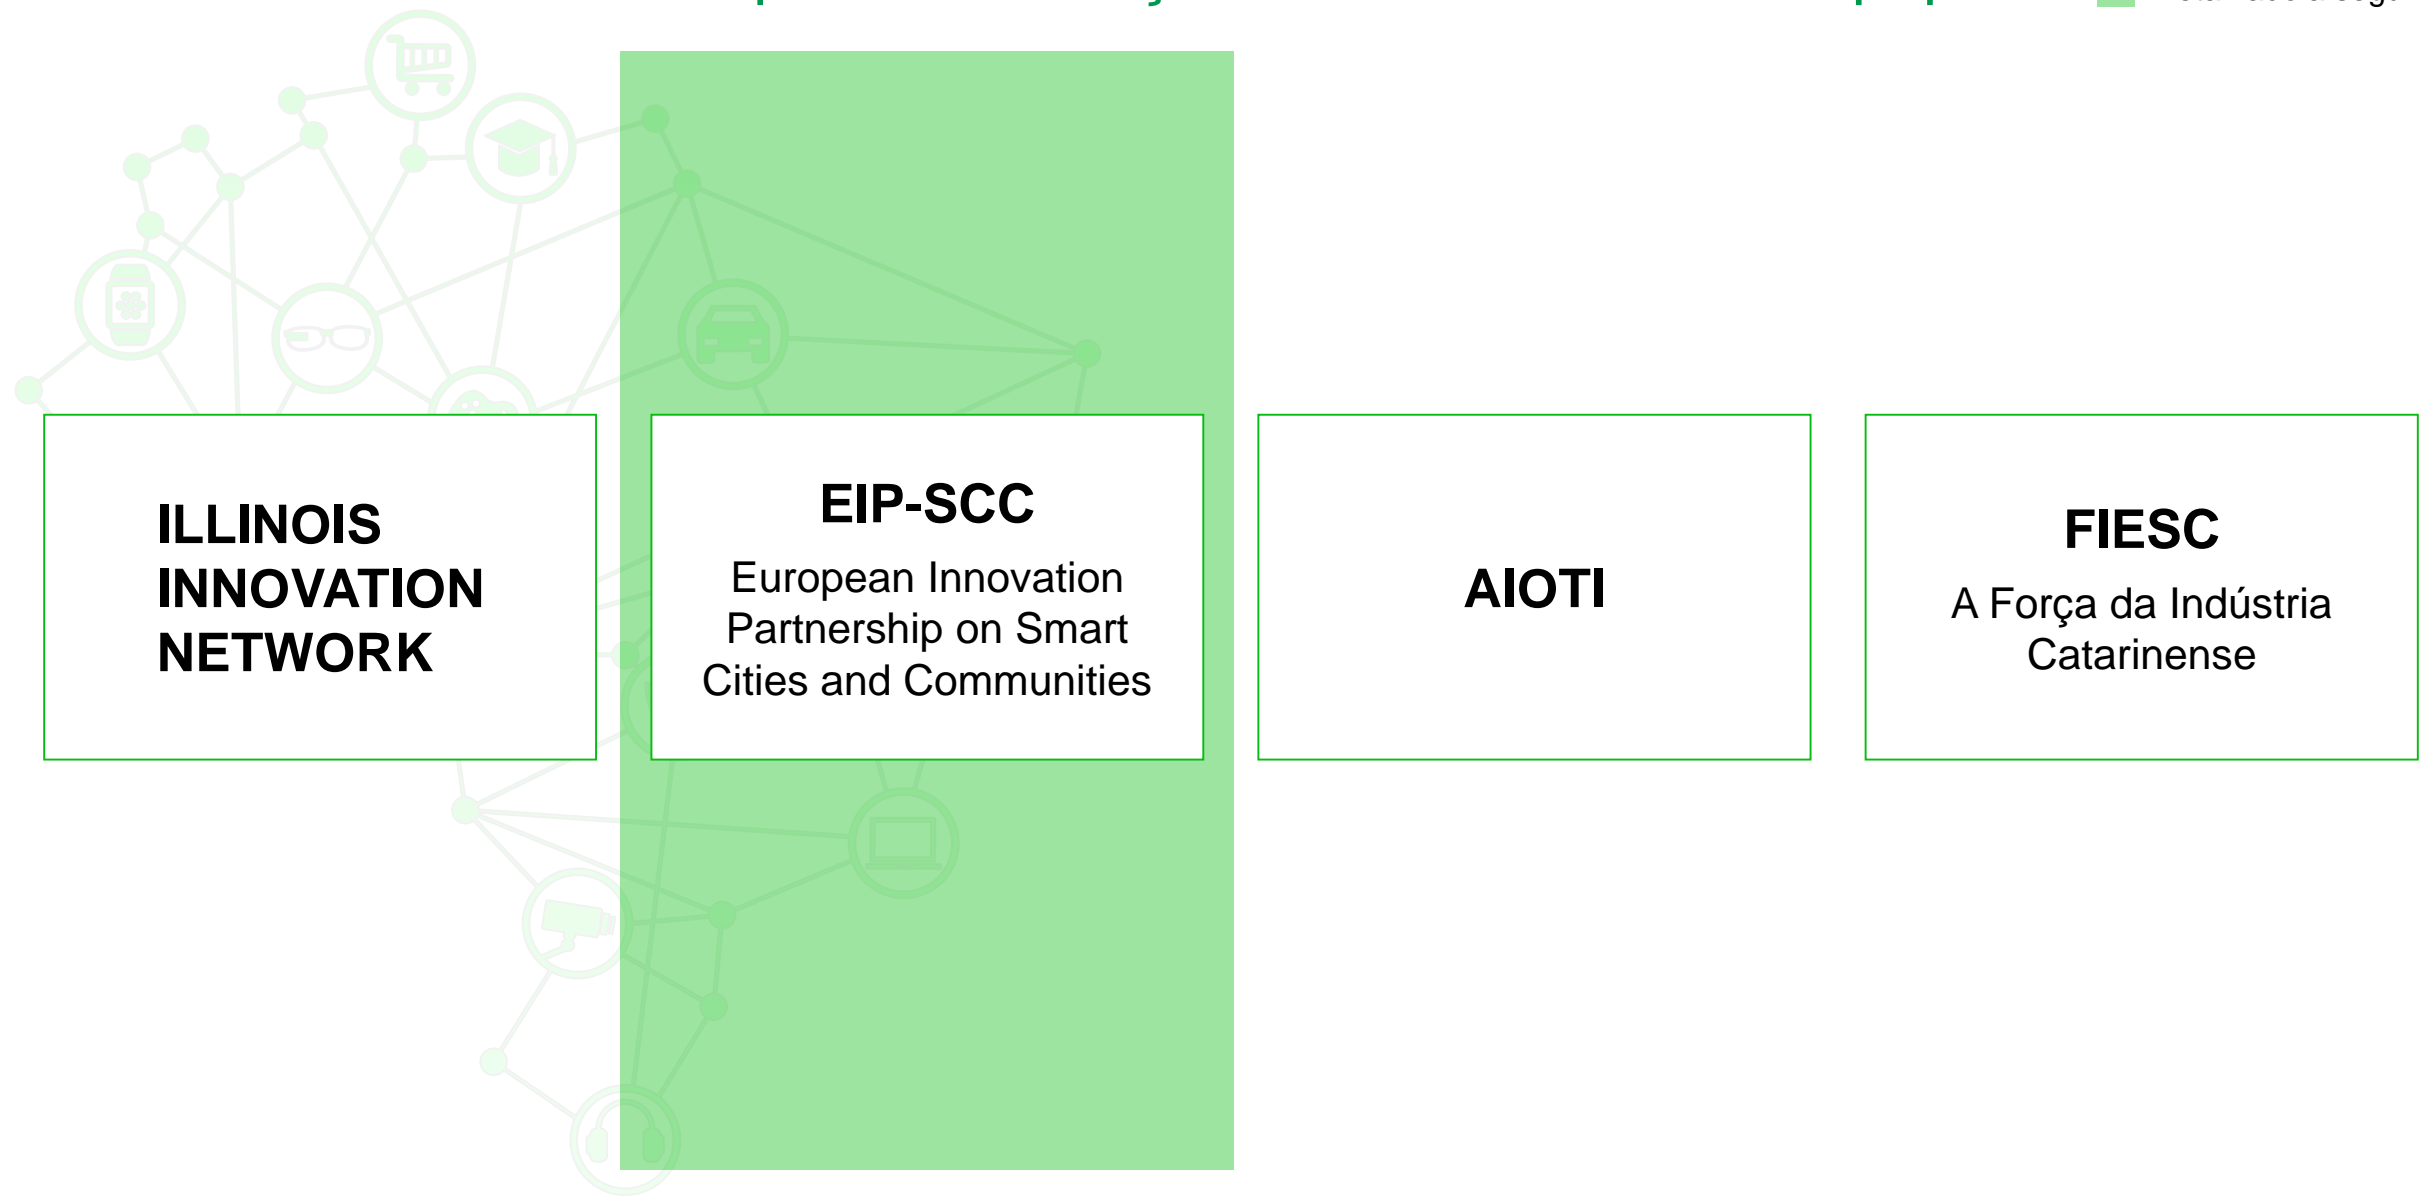 ILLINOIS
INNOVATION
NETWORK
EIP-SCC
European Innovation
Partnership on Smart
Cities and Communities
AIOTI
FIESC
A Força da Indústria
Catarinense